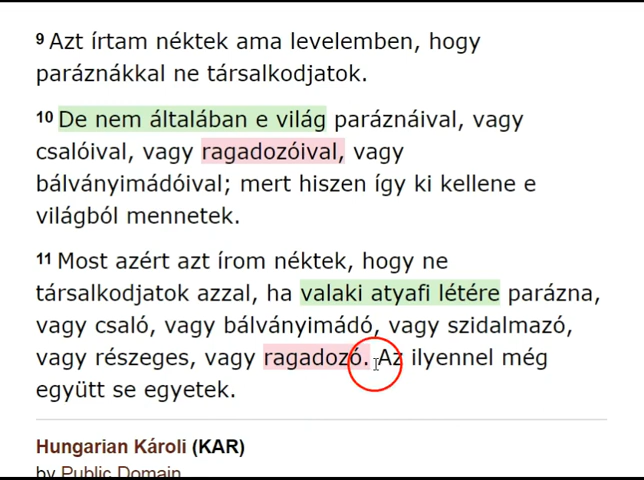 9 Azt írtam néktek ama levelemben, hogy
paráznákkal ne társalkodjatok.
10 De nem általában e világ paráznáival, vagy
csalóival, vagy ragadozóival, vagy
bálványimádóival; mert hiszen így ki kellene e
világból mennetek.
11 Most azért azt írom néktek, hogy ne
társalkodjatok azzal, ha valaki atyafi létére parázna,
vagy csaló, vagy bálványimádó, vagy szidalmazó,
vagy részeges, vagy ragadozó. Az ilyennel még
együtt se egyetek.
Hungarian Károli (KAR)
by Public Domain